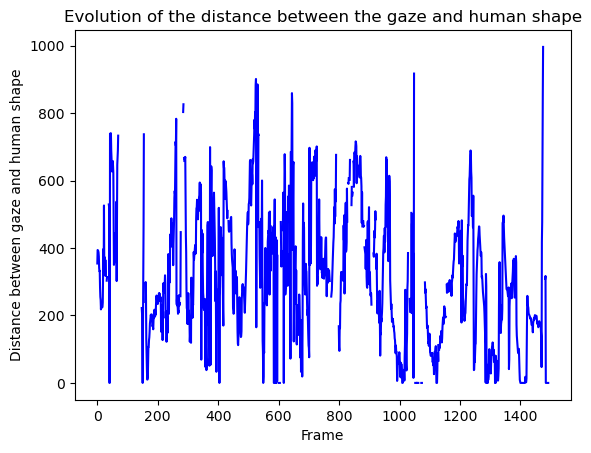 Evolution of the distance between the gaze and human shape
Distance between gaze and human shape
1000
800
600
400
200
0
0 200 400 600 800 1000 1200 1400
Frame